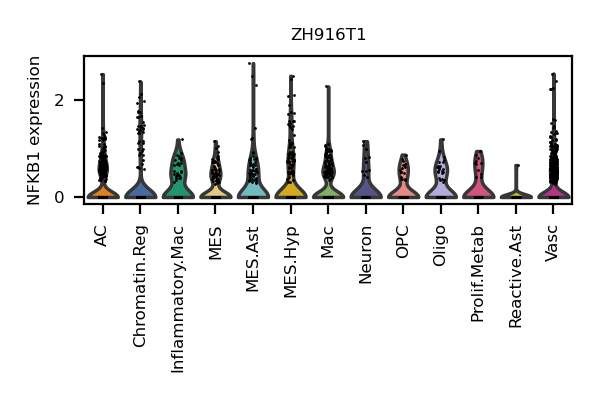 ZH916T1
NFKB1 expression
2
0
AC
Chromatin.Reg
Inflammatory.Mac
MES
MES.Ast
MES.Hyp
Mac
Neuron
OPC
Oligo
Prolif.Metab
Reactive.Ast
Vasc